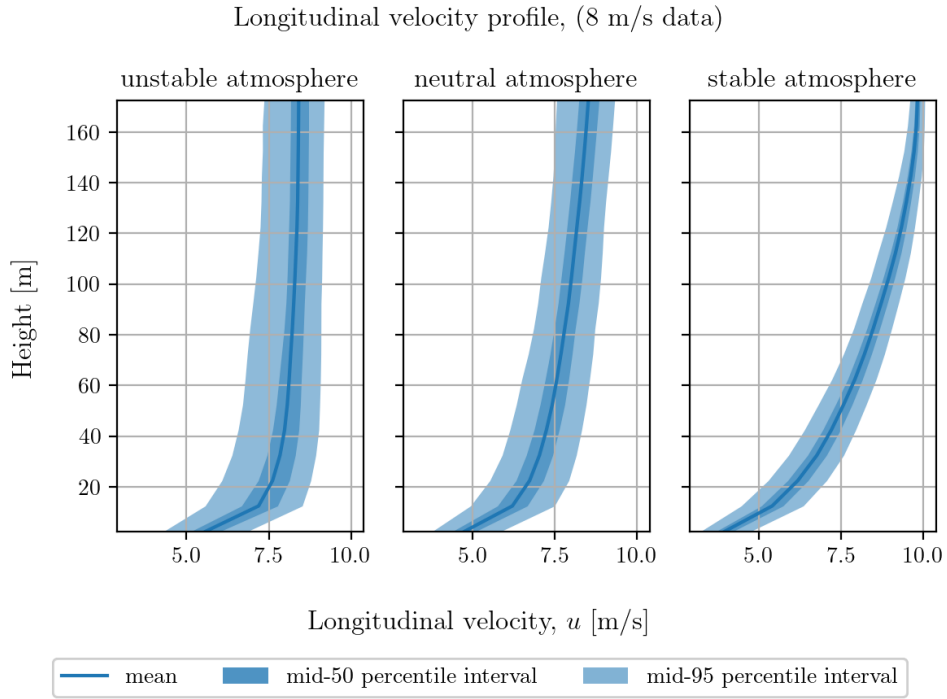 Longitudinal velocity profile, (8 m/s data)
unstable atmosphere neutral atmosphere stable atmosphere
160
140
120
100
80
60
40
20
Height [m]
5.0 7.5 10.0 5.0 7.5 10.0 5.0 7.5 10.0
Longitudinal velocity, u [m/s]
mean mid-50 percentile interval mid-95 percentile interval